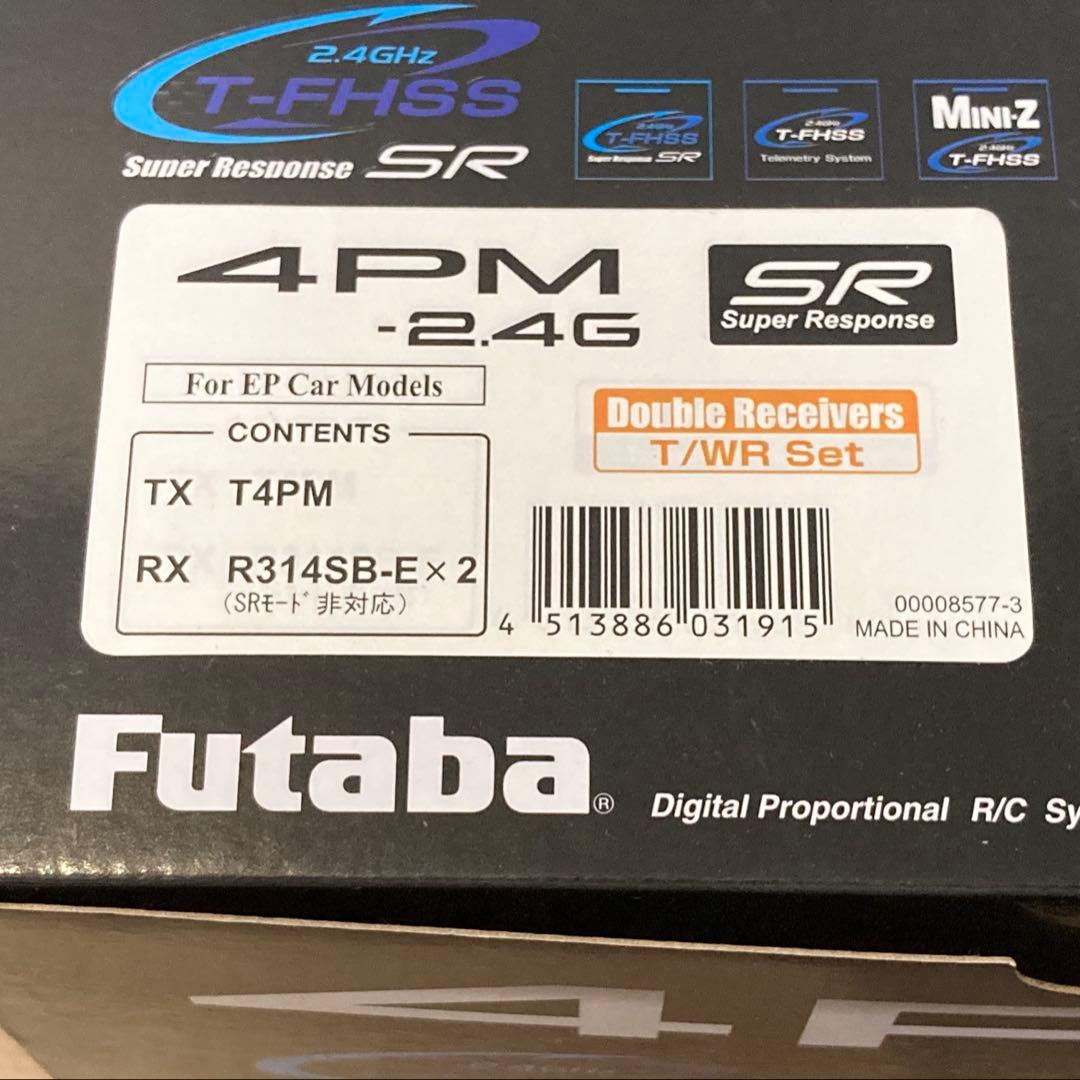 2.4GHz
T-FHSS
Super Response SR
2.4GHz
T-FHSS
Super Response SR
2.4GHz
T-FHSS
Telemetry System
MINI-Z
2.4GHz
T-FHSS
4PM
-2.4G
SR
Super Response
For EP Car Models
Double Receivers
T/WR Set
CONTENTS
TX T4PM
RX R314SB-E×2
(SRﾓｰﾄﾞ非対応)
4 513886 031915
00008577-3
MADE IN CHINA
Futaba®
Digital Proportional R/C Sy
4P